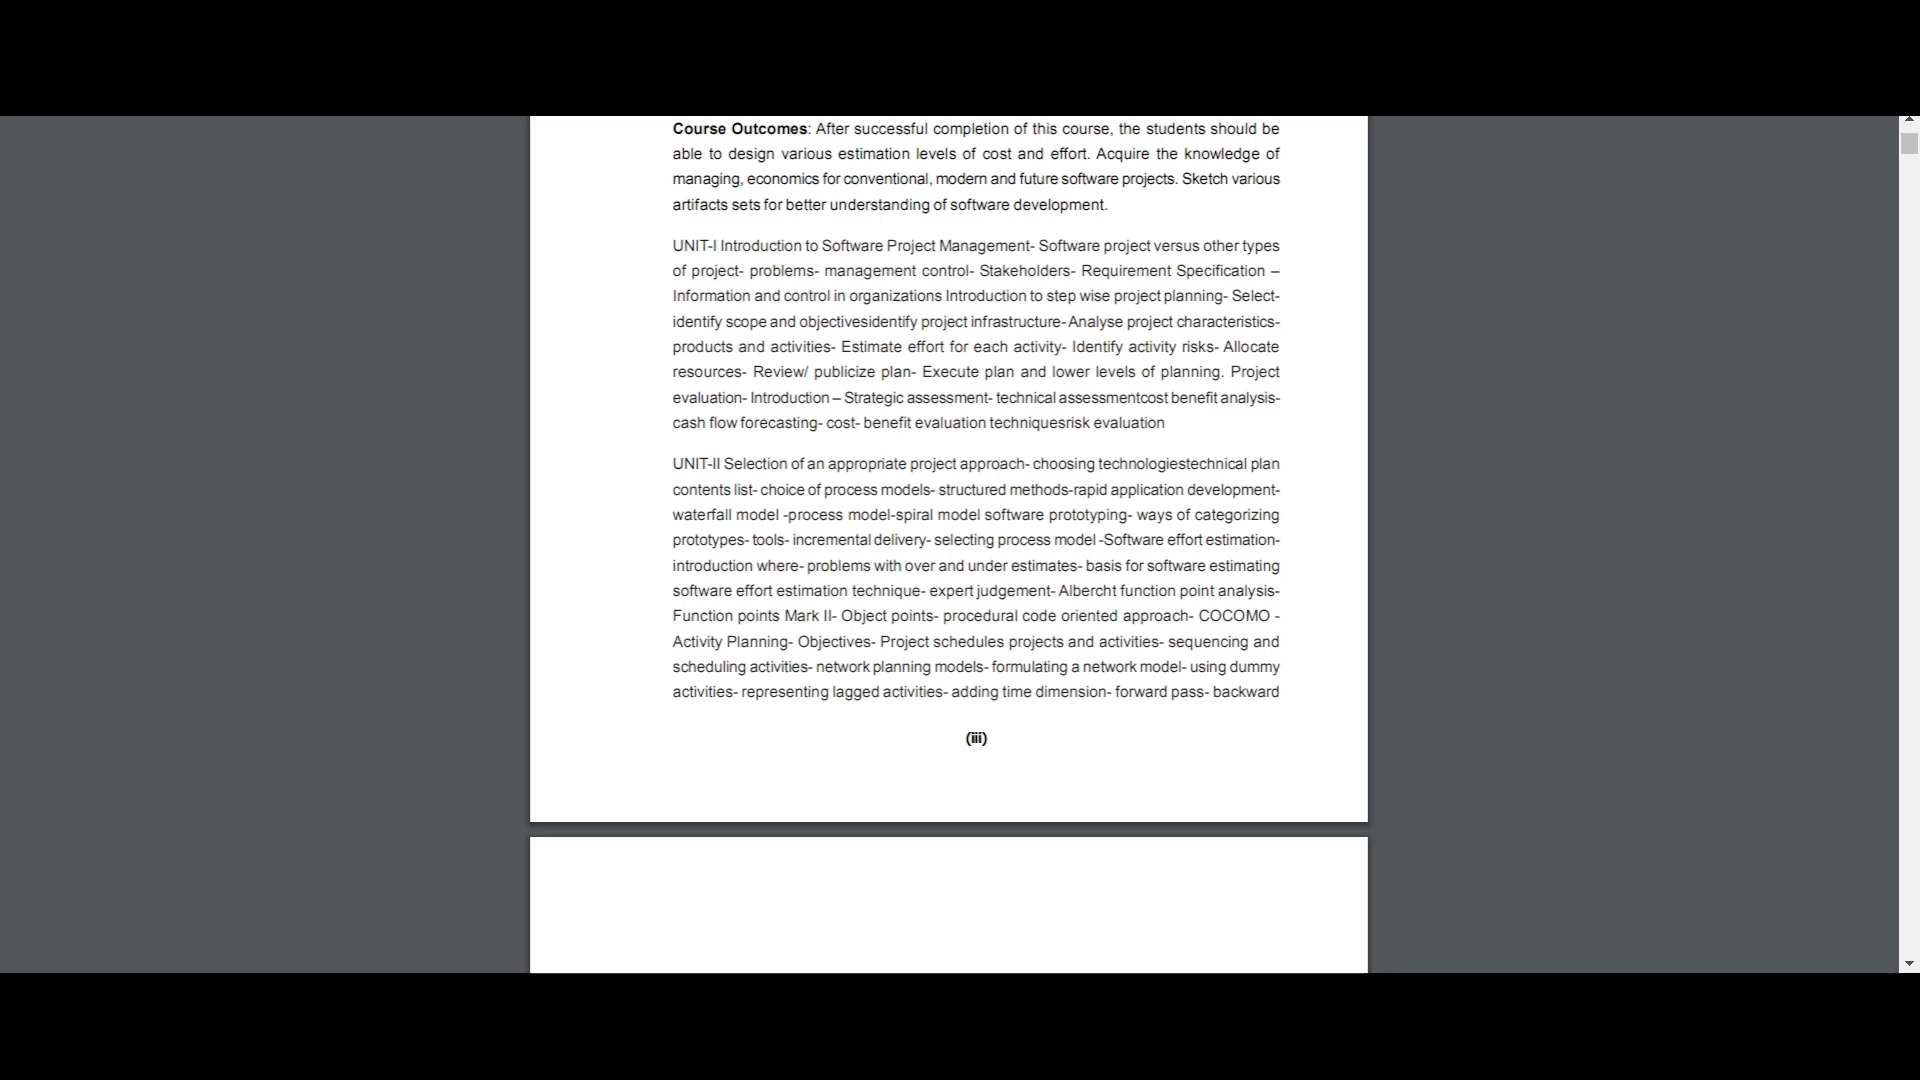 Course Outcomes: After successful completion of this course, the students should be
able to design various estimation levels of cost and effort. Acquire the knowledge of
managing, economics for conventional, modern and future software projects. Sketch various
artifacts sets for better understanding of software development.
UNIT-I Introduction to Software Project Management- Software project versus other types
of project- problems- management control- Stakeholders- Requirement Specification –
Information and control in organizations Introduction to step wise project planning- Select-
identify scope and objectivesidentify project infrastructure- Analyse project characteristics-
products and activities- Estimate effort for each activity- Identify activity risks- Allocate
resources- Review/ publicize plan- Execute plan and lower levels of planning. Project
evaluation- Introduction – Strategic assessment- technical assessmentcost benefit analysis-
cash flow forecasting- cost- benefit evaluation techniquesrisk evaluation
UNIT-II Selection of an appropriate project approach- choosing technologiestechnical plan
contents list- choice of process models- structured methods-rapid application development-
waterfall model -process model-spiral model software prototyping- ways of categorizing
prototypes- tools- incremental delivery- selecting process model -Software effort estimation-
introduction where- problems with over and under estimates- basis for software estimating
software effort estimation technique- expert judgement- Albercht function point analysis-
Function points Mark II- Object points- procedural code oriented approach- COCOMO -
Activity Planning- Objectives- Project schedules projects and activities- sequencing and
scheduling activities- network planning models- formulating a network model- using dummy
activities- representing lagged activities- adding time dimension- forward pass- backward
(iii)